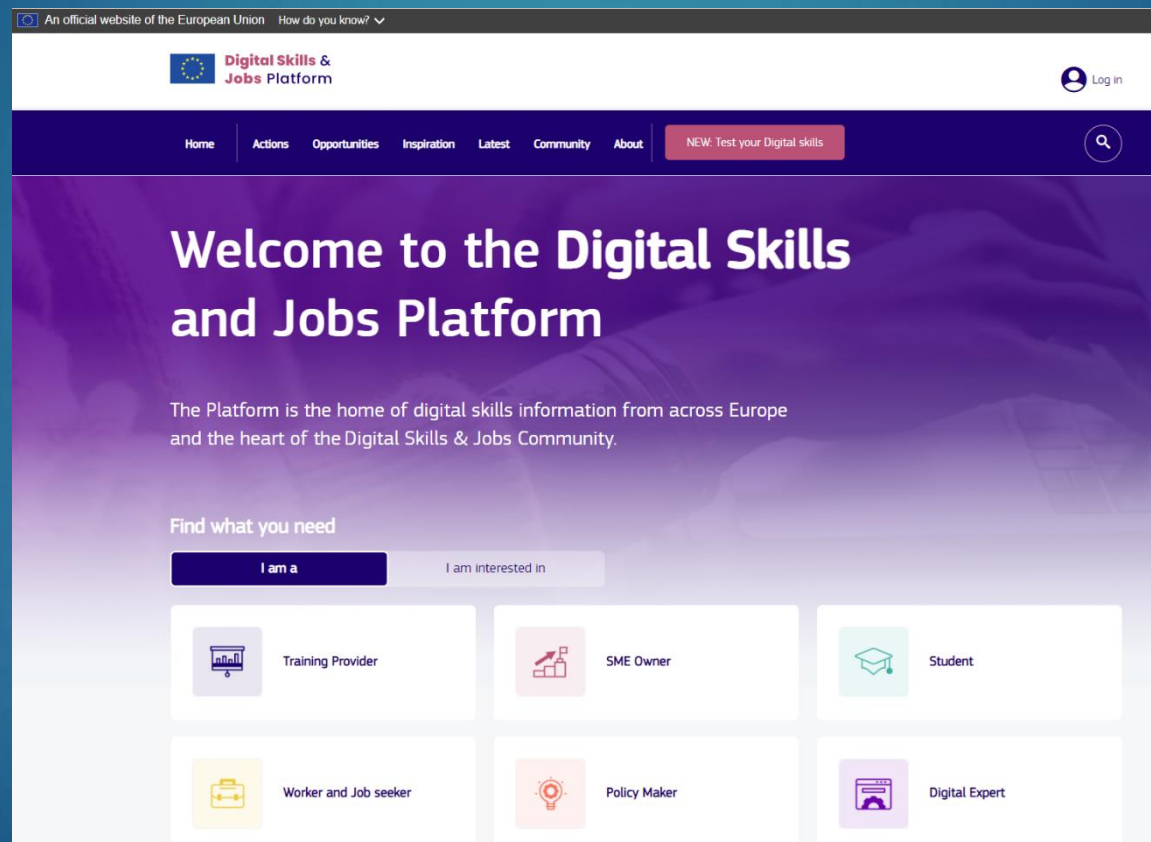 An official website of the European Union How do you know?
Digital Skills &
Jobs Platform
Log in
Home Actions Opportunities Inspiration Latest Community About NEW: Test your Digital skills
Welcome to the Digital Skills
and Jobs Platform
The Platform is the home of digital skills information from across Europe
and the heart of the Digital Skills & Jobs Community.
Find what you need
I am a I am interested in
Training Provider SME Owner Student
Worker and Job seeker Policy Maker Digital Expert